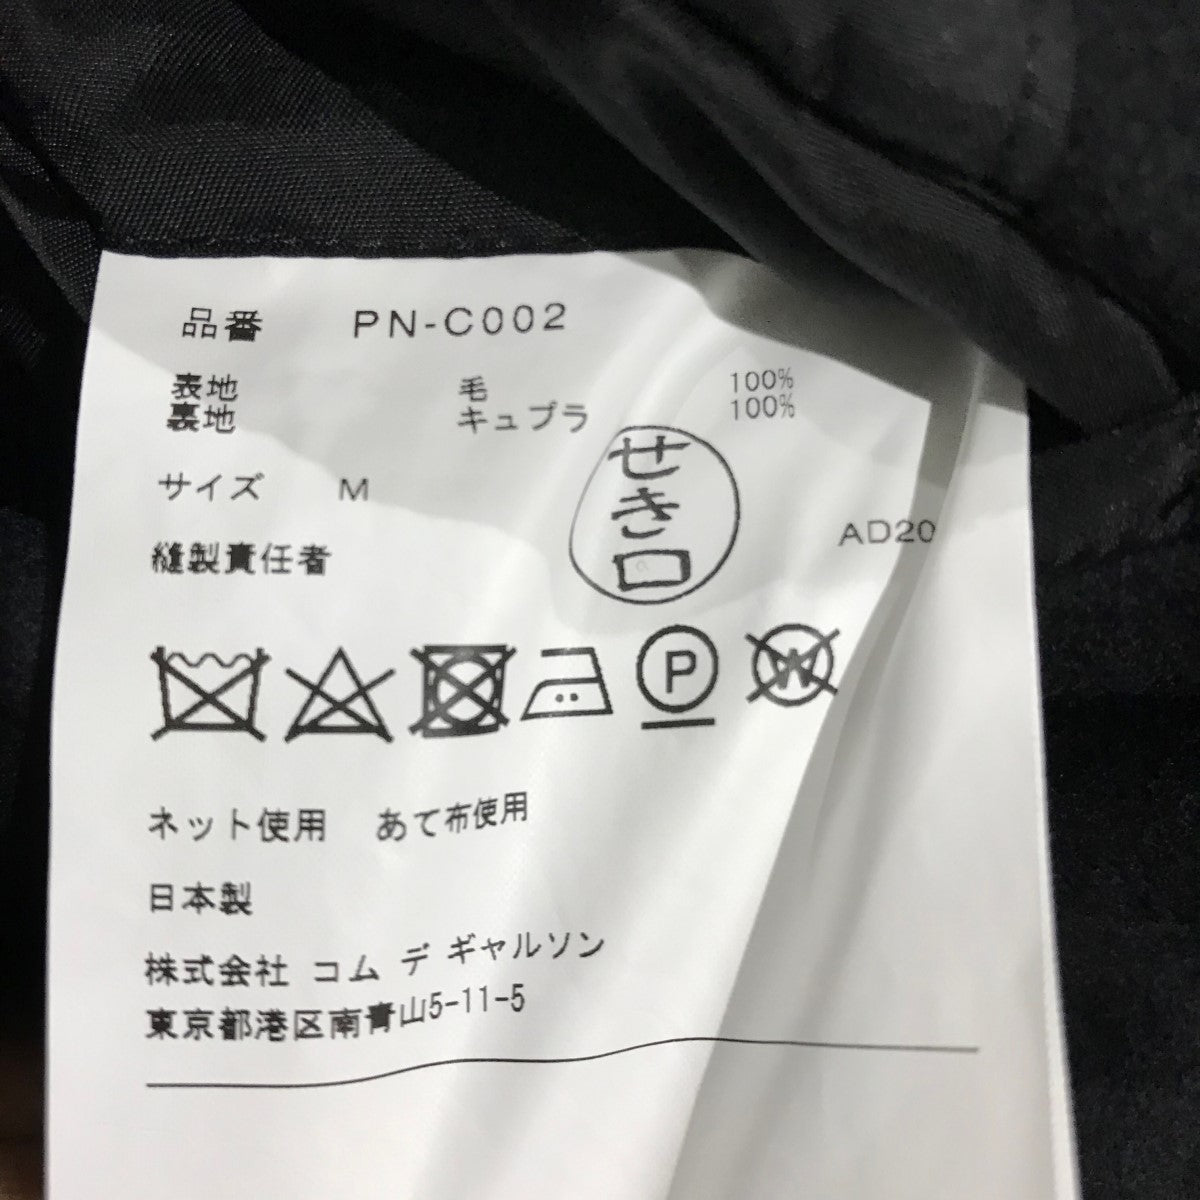 品番 PN-C002
表地 毛 100%
裏地 キュプラ 100%
サイズ M
縫製責任者 せき口
AD20
P W
ネット使用 あて布使用
日本製
株式会社 コム デ ギャルソン
東京都港区南青山5-11-5